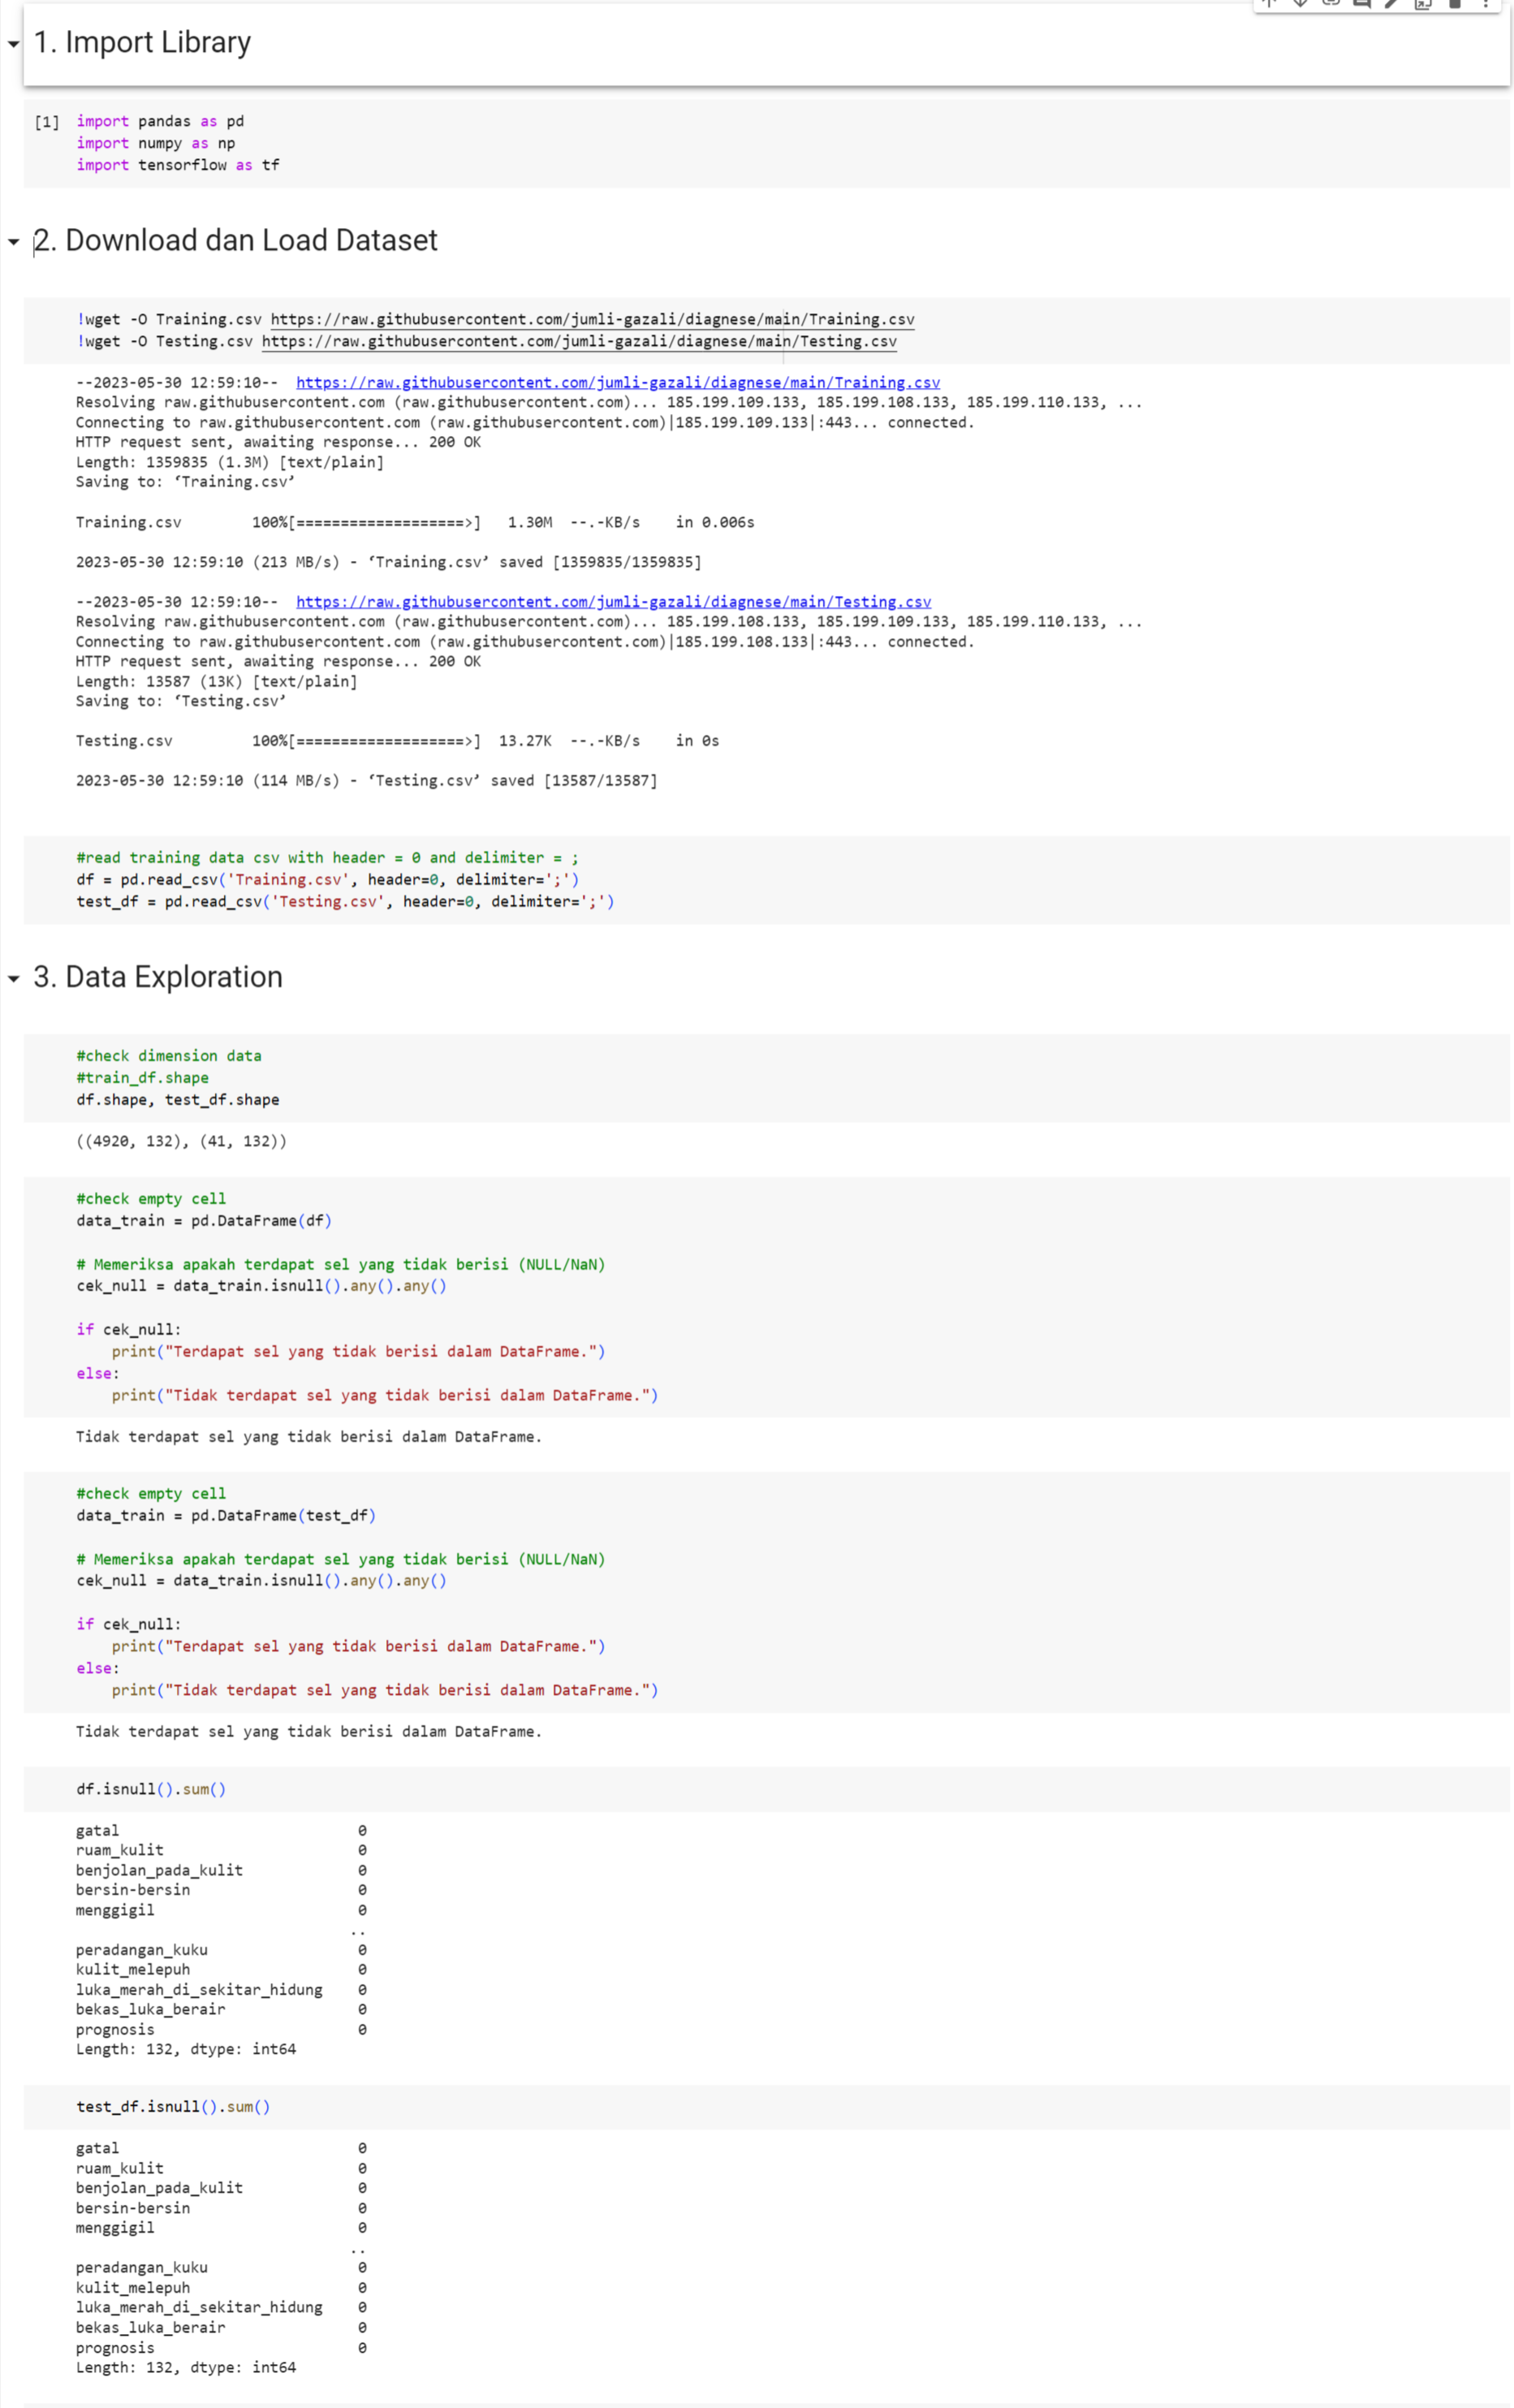 1. Import Library
[1] import pandas as pd
import numpy as np
import tensorflow as tf
2. Download dan Load Dataset
!wget -O Training.csv https://raw.githubusercontent.com/jumli-gazali/diagnese/main/Training.csv
!wget -O Testing.csv https://raw.githubusercontent.com/jumli-gazali/diagnese/main/Testing.csv
--2023-05-30 12:59:10--  https://raw.githubusercontent.com/jumli-gazali/diagnese/main/Training.csv
Resolving raw.githubusercontent.com (raw.githubusercontent.com)... 185.199.109.133, 185.199.108.133, 185.199.110.133, ...
Connecting to raw.githubusercontent.com (raw.githubusercontent.com)|185.199.109.133|:443... connected.
HTTP request sent, awaiting response... 200 OK
Length: 1359835 (1.3M) [text/plain]
Saving to: ‘Training.csv’
Training.csv        100%[===================>]   1.30M  --.-KB/s    in 0.006s
2023-05-30 12:59:10 (213 MB/s) - ‘Training.csv’ saved [1359835/1359835]
--2023-05-30 12:59:10--  https://raw.githubusercontent.com/jumli-gazali/diagnese/main/Testing.csv
Resolving raw.githubusercontent.com (raw.githubusercontent.com)... 185.199.108.133, 185.199.109.133, 185.199.110.133, ...
Connecting to raw.githubusercontent.com (raw.githubusercontent.com)|185.199.108.133|:443... connected.
HTTP request sent, awaiting response... 200 OK
Length: 13587 (13K) [text/plain]
Saving to: ‘Testing.csv’
Testing.csv         100%[===================>]  13.27K  --.-KB/s    in 0s
2023-05-30 12:59:10 (114 MB/s) - ‘Testing.csv’ saved [13587/13587]
#read training data csv with header = 0 and delimiter = ;
df = pd.read_csv('Training.csv', header=0, delimiter=';')
test_df = pd.read_csv('Testing.csv', header=0, delimiter=';')
3. Data Exploration
#check dimension data
#train_df.shape
df.shape, test_df.shape
((4920, 132), (41, 132))
#check empty cell
data_train = pd.DataFrame(df)
# Memeriksa apakah terdapat sel yang tidak berisi (NULL/NaN)
cek_null = data_train.isnull().any().any()
if cek_null:
    print("Terdapat sel yang tidak berisi dalam DataFrame.")
else:
    print("Tidak terdapat sel yang tidak berisi dalam DataFrame.")
Tidak terdapat sel yang tidak berisi dalam DataFrame.
#check empty cell
data_train = pd.DataFrame(test_df)
# Memeriksa apakah terdapat sel yang tidak berisi (NULL/NaN)
cek_null = data_train.isnull().any().any()
if cek_null:
    print("Terdapat sel yang tidak berisi dalam DataFrame.")
else:
    print("Tidak terdapat sel yang tidak berisi dalam DataFrame.")
Tidak terdapat sel yang tidak berisi dalam DataFrame.
df.isnull().sum()
gatal                           0
ruam_kulit                      0
benjolan_pada_kulit             0
bersin-bersin                   0
menggigil                       0
..
peradangan_kuku                 0
kulit_melepuh                   0
luka_merah_di_sekitar_hidung    0
bekas_luka_berair               0
prognosis                       0
Length: 132, dtype: int64
test_df.isnull().sum()
gatal                           0
ruam_kulit                      0
benjolan_pada_kulit             0
bersin-bersin                   0
menggigil                       0
..
peradangan_kuku                 0
kulit_melepuh                   0
luka_merah_di_sekitar_hidung    0
bekas_luka_berair               0
prognosis                       0
Length: 132, dtype: int64